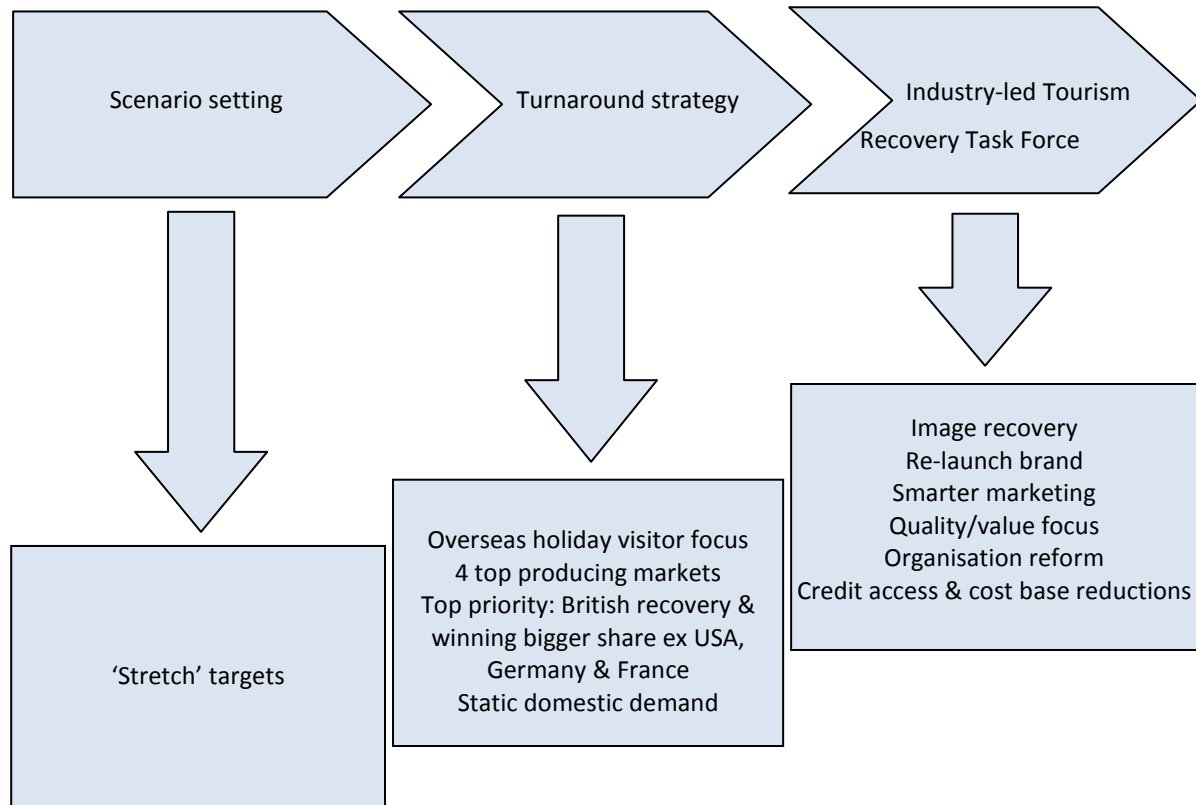 Scenario setting
Turnaround strategy
Industry-led Tourism
Recovery Task Force
'Stretch' targets
Overseas holiday visitor focus
4 top producing markets
Top priority: British recovery &
winning bigger share ex USA,
Germany & France
Static domestic demand
Image recovery
Re-launch brand
Smarter marketing
Quality/value focus
Organisation reform
Credit access & cost base reductions